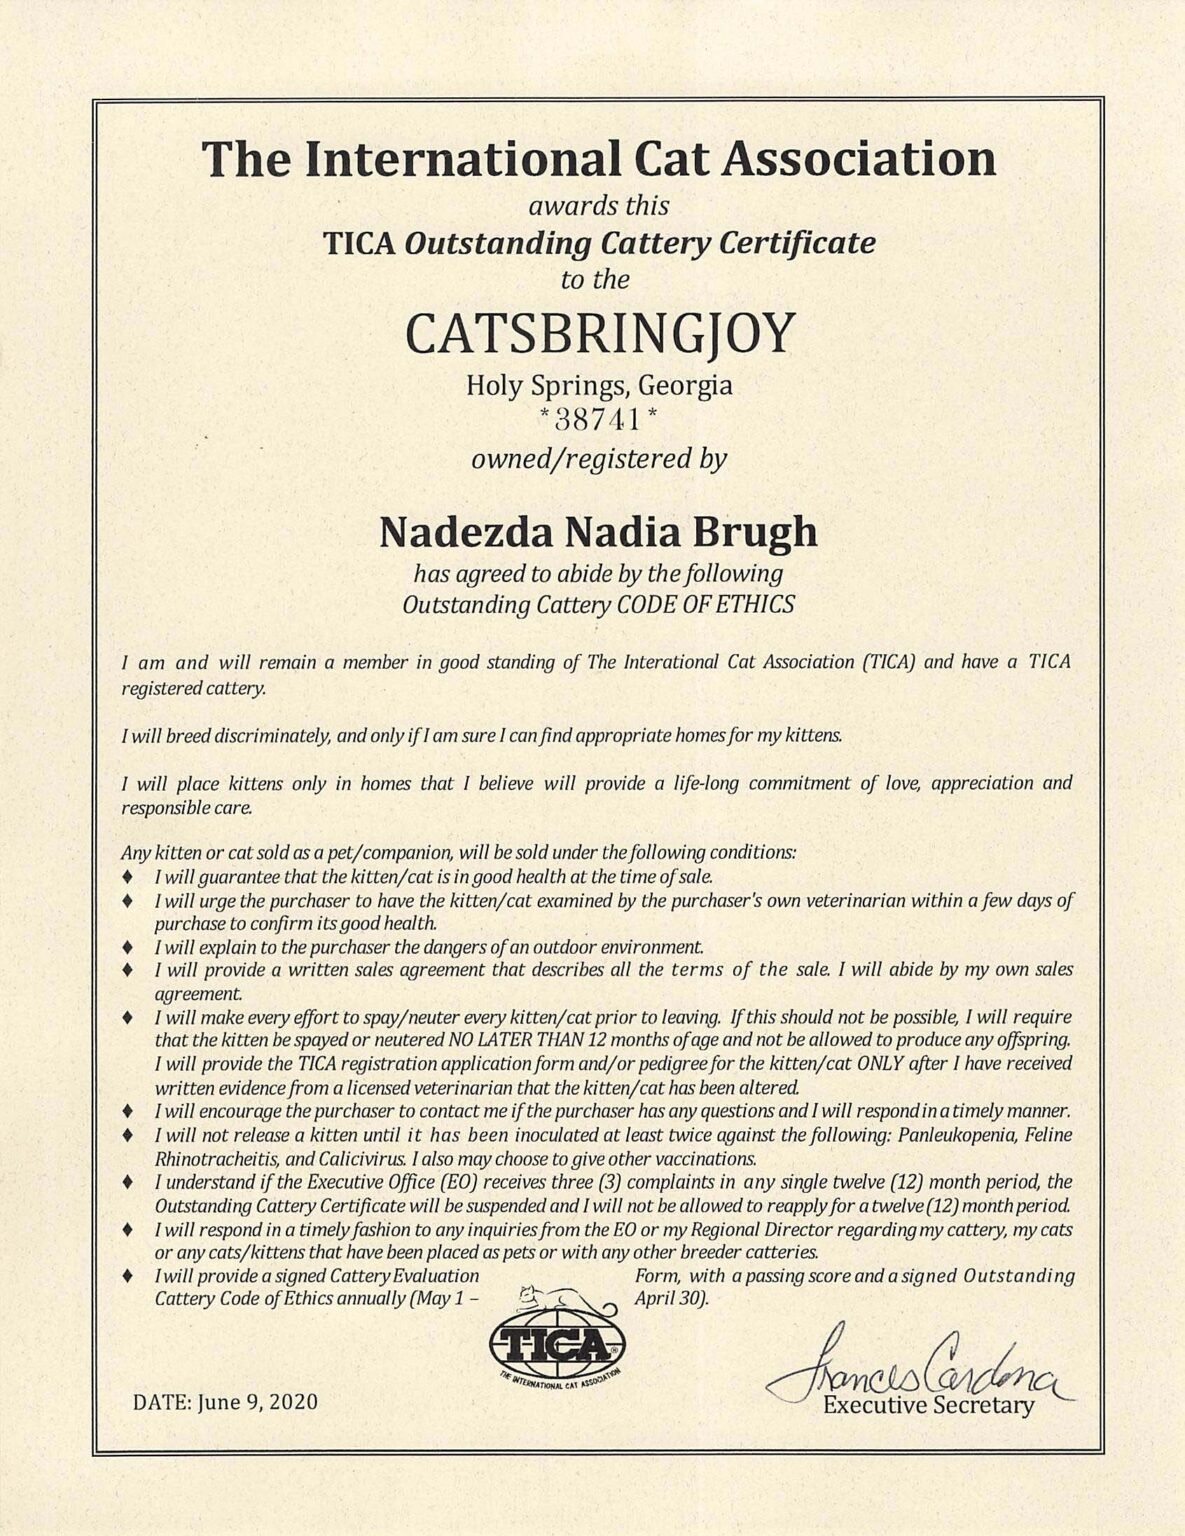 The International Cat Association
awards this
TICA Outstanding Cattery Certificate
to the
CATSBRINGJOY
Holy Springs, Georgia
*38741*
owned/registered by
Nadezda Nadia Brugh
has agreed to abide by the following
Outstanding Cattery CODE OF ETHICS
I am and will remain a member in good standing of The Interational Cat Association (TICA) and have a TICA
registered cattery.
I will breed discriminately, and only if I am sure I can find appropriate homes for my kittens.
I will place kittens only in homes that I believe will provide a life-long commitment of love, appreciation and
responsible care.
Any kitten or cat sold as a pet/companion, will be sold under the following conditions:
♦ I will guarantee that the kitten/cat is in good health at the time of sale.
♦ I will urge the purchaser to have the kitten/cat examined by the purchaser's own veterinarian within a few days of
purchase to confirm its good health.
♦ I will explain to the purchaser the dangers of an outdoor environment.
♦ I will provide a written sales agreement that describes all the terms of the sale. I will abide by my own sales
agreement.
♦ I will make every effort to spay/neuter every kitten/cat prior to leaving. If this should not be possible, I will require
that the kitten be spayed or neutered NO LATER THAN 12 months of age and not be allowed to produce any offspring.
I will provide the TICA registration application form and/or pedigree for the kitten/cat ONLY after I have received
written evidence from a licensed veterinarian that the kitten/cat has been altered.
♦ I will encourage the purchaser to contact me if the purchaser has any questions and I will respond in a timely manner.
♦ I will not release a kitten until it has been inoculated at least twice against the following: Panleukopenia, Feline
Rhinotracheitis, and Calicivirus. I also may choose to give other vaccinations.
♦ I understand if the Executive Office (EO) receives three (3) complaints in any single twelve (12) month period, the
Outstanding Cattery Certificate will be suspended and I will not be allowed to reapply for a twelve (12) month period.
♦ I will respond in a timely fashion to any inquiries from the EO or my Regional Director regarding my cattery, my cats
or any cats/kittens that have been placed as pets or with any other breeder catteries.
♦ I will provide a signed Cattery Evaluation Form, with a passing score and a signed Outstanding
Cattery Code of Ethics annually (May 1 – April 30).
TICA®
THE INTERNATIONAL CAT ASSOCIATION
Frances Cardona
DATE: June 9, 2020
Executive Secretary